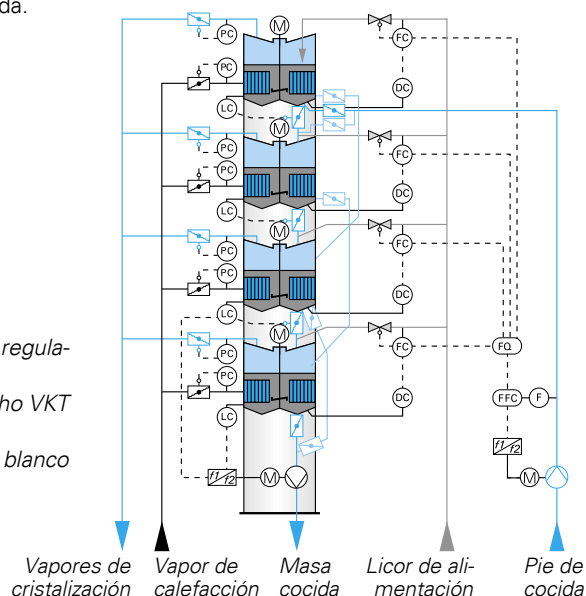 da.
M
PC
FC
PC
DC
LC
M
PC
FC
PC
DC
LC
M
PC
FC
PC
DC
LC
M
PC
FC
FQ
PC
DC
FFC
F
LC
f1
f2
M
f1
f2
M
regula-
ho VKT
blanco
Vapores de
cristalización
Vapor de
calefacción
Masa
cocida
Licor de ali-
mentación
Pie de
cocida